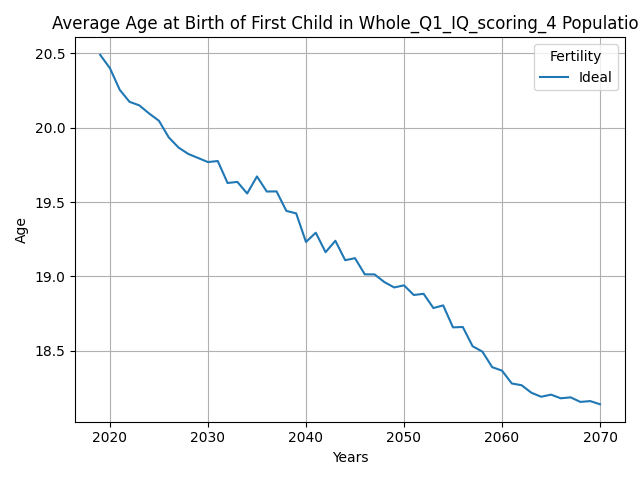 Average Age at Birth of First Child in Whole_Q1_IQ_scoring_4 Populatio
Fertility
Ideal
20.5
20.0
19.5
19.0
18.5
Age
2020 2030 2040 2050 2060 2070
Years